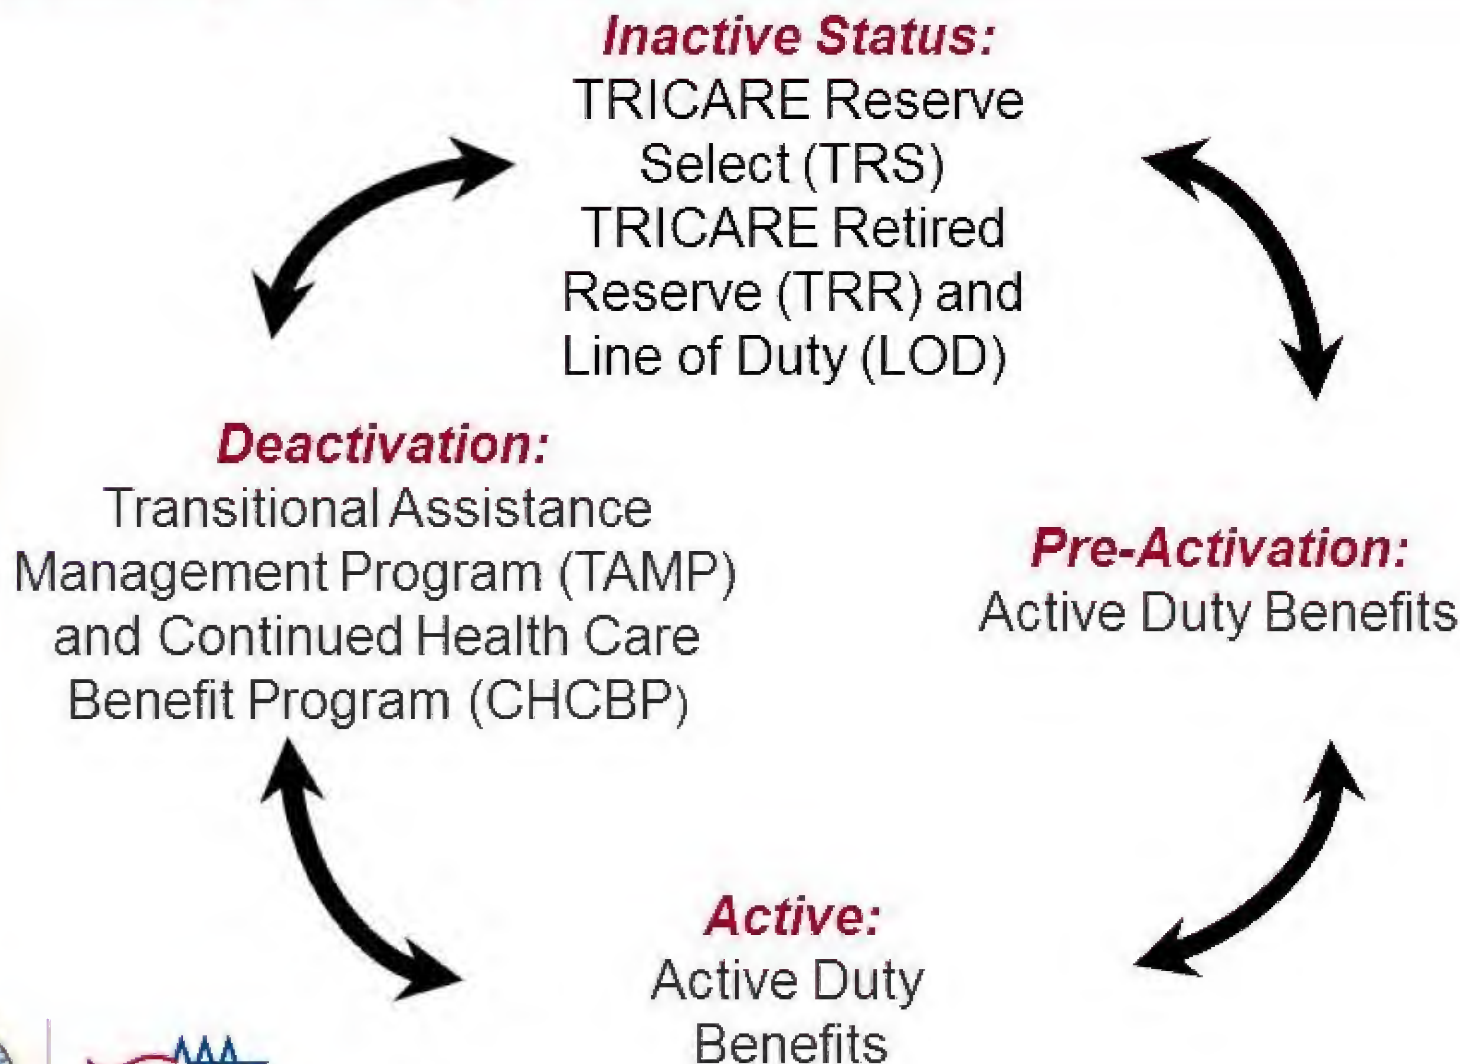 Inactive Status:
TRICARE Reserve
Select (TRS)
TRICARE Retired
Reserve (TRR) and
Line of Duty (LOD)
Deactivation:
Transitional Assistance
Management Program (TAMP)
and Continued Health Care
Benefit Program (CHCBP)
Pre-Activation:
Active Duty Benefits
Active:
Active Duty
Benefits